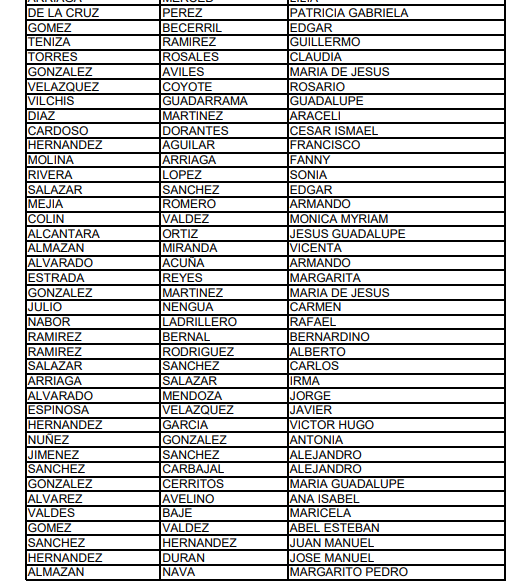 ARRIAGA MERCED LILIA
DE LA CRUZ PEREZ PATRICIA GABRIELA
GOMEZ BECERRIL EDGAR
TENIZA RAMIREZ GUILLERMO
TORRES ROSALES CLAUDIA
GONZALEZ AVILES MARIA DE JESUS
VELAZQUEZ COYOTE ROSARIO
VILCHIS GUADARRAMA GUADALUPE
DIAZ MARTINEZ ARACELI
CARDOSO DORANTES CESAR ISMAEL
HERNANDEZ AGUILAR FRANCISCO
MOLINA ARRIAGA FANNY
RIVERA LOPEZ SONIA
SALAZAR SANCHEZ EDGAR
MEJIA ROMERO ARMANDO
COLIN VALDEZ MONICA MYRIAM
ALCANTARA ORTIZ JESUS GUADALUPE
ALMAZAN MIRANDA VICENTA
ALVARADO ACUÑA ARMANDO
ESTRADA REYES MARGARITA
GONZALEZ MARTINEZ MARIA DE JESUS
JULIO NENGUA CARMEN
NABOR LADRILLERO RAFAEL
RAMIREZ BERNAL BERNARDINO
RAMIREZ RODRIGUEZ ALBERTO
SALAZAR SANCHEZ CARLOS
ARRIAGA SALAZAR IRMA
ALVARADO MENDOZA JORGE
ESPINOSA VELAZQUEZ JAVIER
HERNANDEZ GARCIA VICTOR HUGO
NUÑEZ GONZALEZ ANTONIA
JIMENEZ SANCHEZ ALEJANDRO
SANCHEZ CARBAJAL ALEJANDRO
GONZALEZ CERRITOS MARIA GUADALUPE
ALVAREZ AVELINO ANA ISABEL
VALDES BAJE MARICELA
GOMEZ VALDEZ ABEL ESTEBAN
SANCHEZ HERNANDEZ JUAN MANUEL
HERNANDEZ DURAN JOSE MANUEL
ALMAZAN NAVA MARGARITO PEDRO